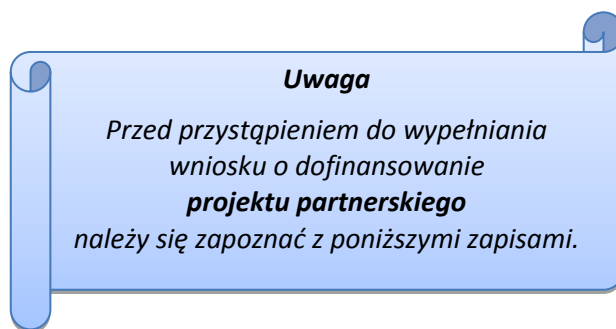 Uwaga
Przed przystąpieniem do wypełniania
wniosku o dofinansowanie
projektu partnerskiego
należy się zapoznać z poniższymi zapisami.